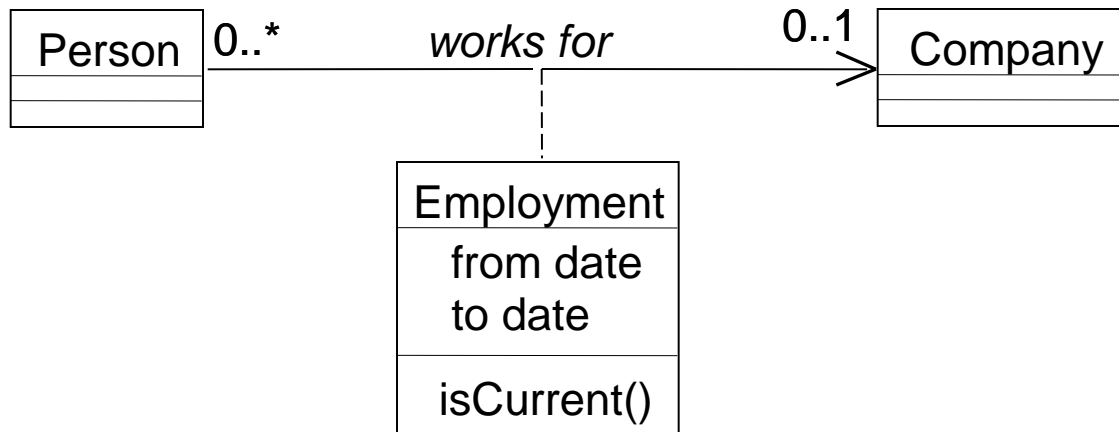 Person
0..*
works for
0..1
Company
Employment
from date
to date
isCurrent()